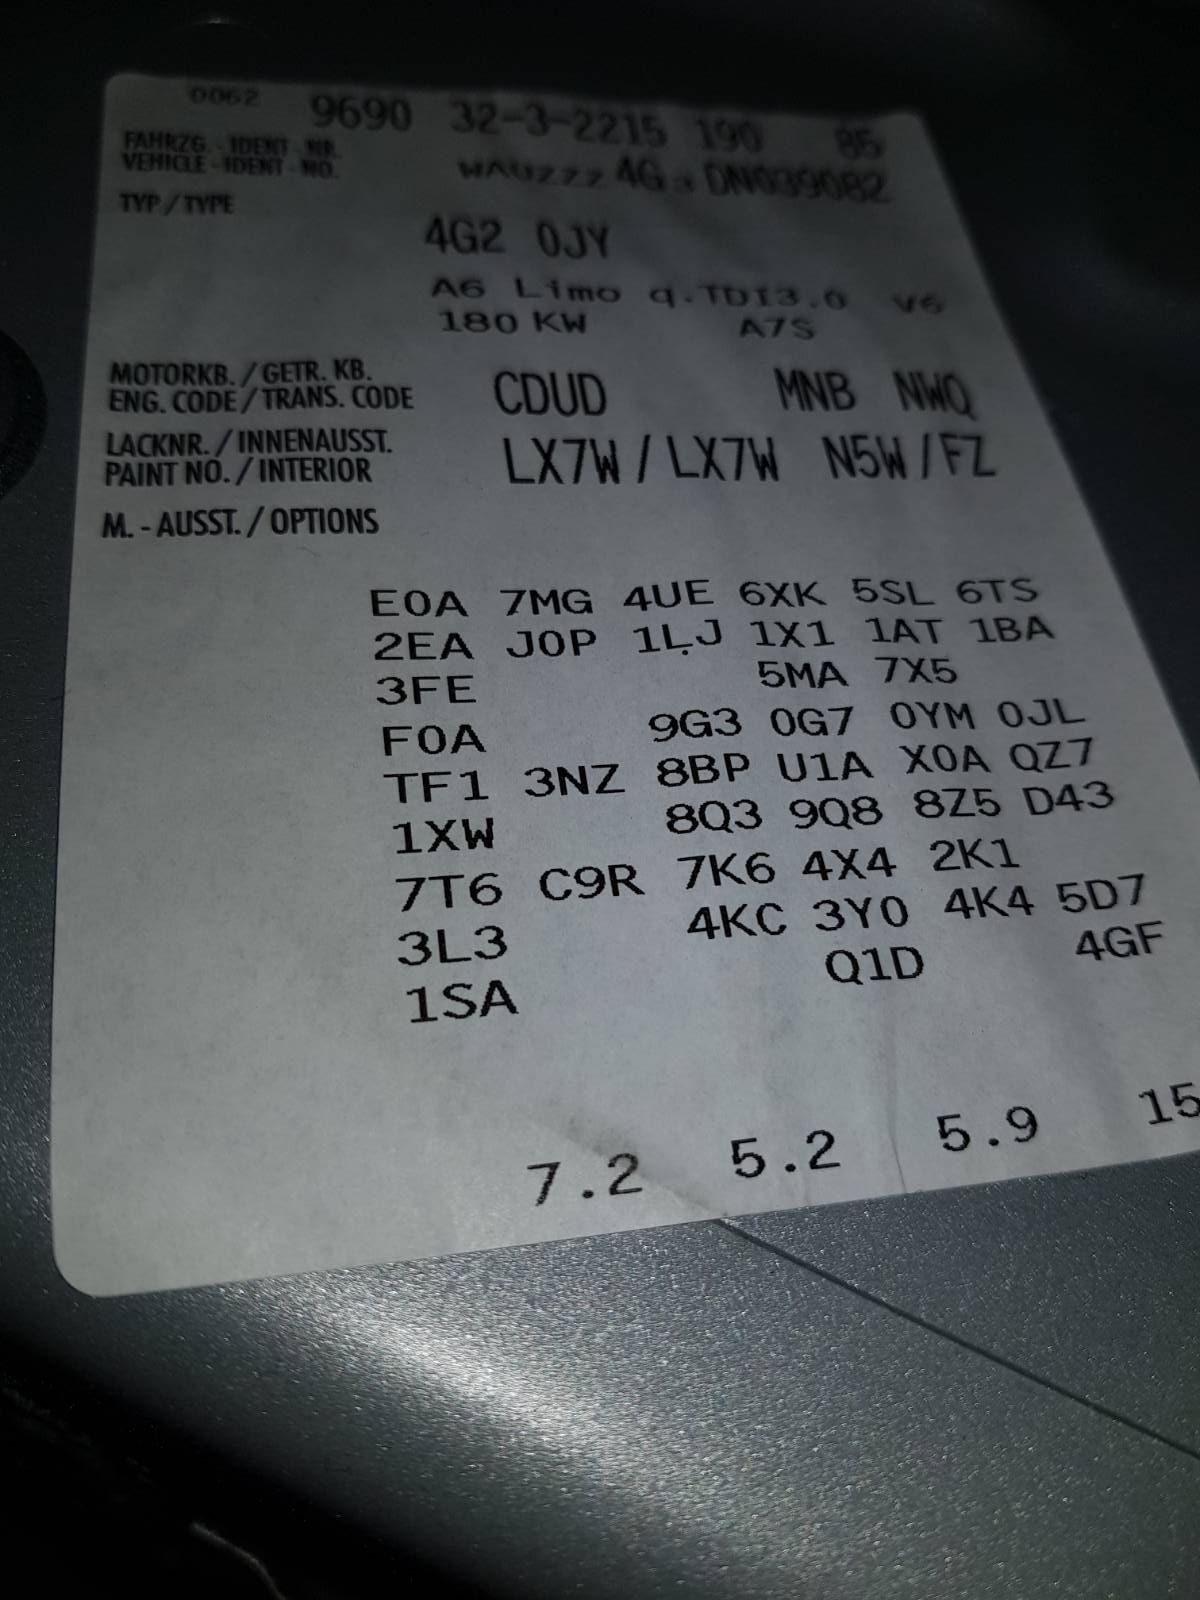 0062 9690 32-3-2215 190 85
FAHRZG.-IDENT-NR.
VEHICLE-IDENT-NO. WAUZZZ4G DN039082
TYP/TYPE
4G2 0JY
A6 Limo q.TDI3.0 V6
180 KW A7S
MOTORKB./GETR. KB.
ENG. CODE/TRANS. CODE CDUD MNB NWQ
LACKNR./INNENAUSST.
PAINT NO./INTERIOR LX7W/LX7W N5W/FZ
M.-AUSST./OPTIONS
E0A 7MG 4UE 6XK 5SL 6TS
2EA J0P 1LJ 1X1 1AT 1BA
3FE 5MA 7X5
F0A 9G3 0G7 0YM 0JL
TF1 3NZ 8BP U1A X0A QZ7
1XW 8Q3 9Q8 8Z5 D43
7T6 C9R 7K6 4X4 2K1
3L3 4KC 3Y0 4K4 5D7
1SA Q1D 4GF
7.2 5.2 5.9 15